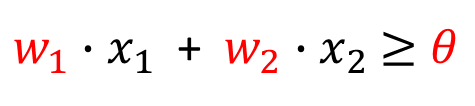 w₁ · x₁ + w₂ · x₂ ≥ θ